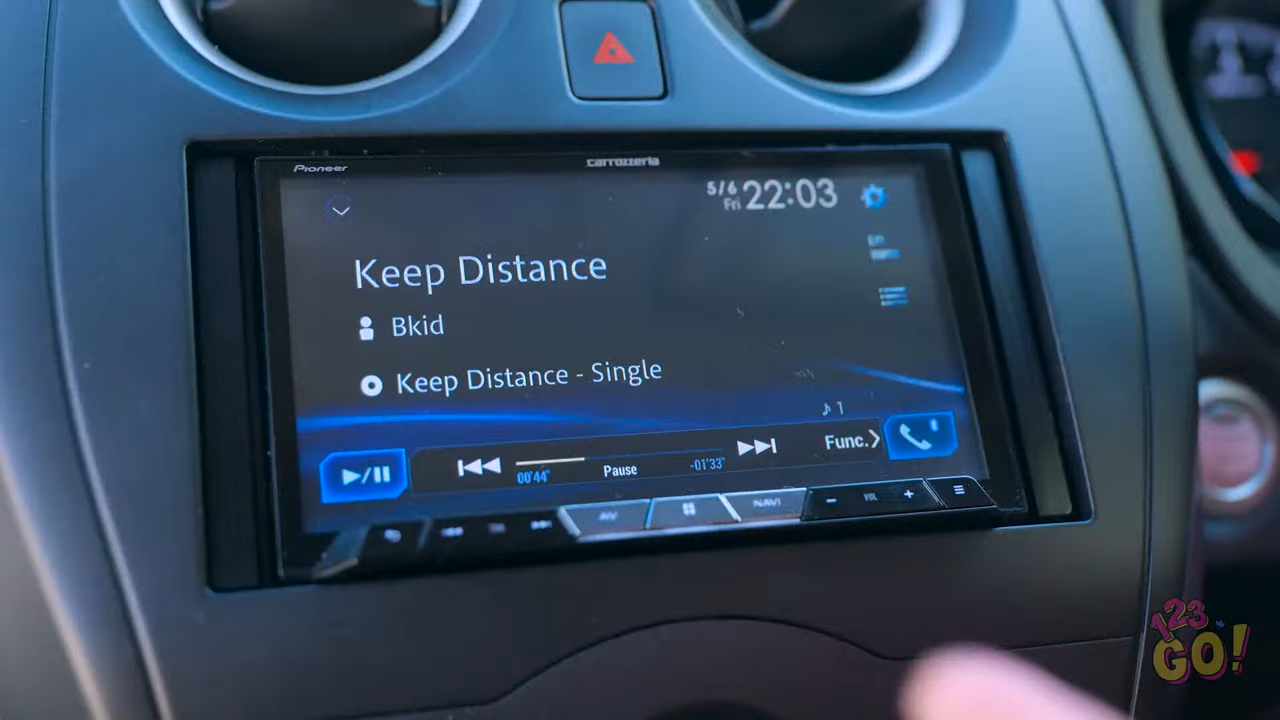 Pioneer
carrozzeria
5/6
Fri
22:03
Keep Distance
Bkid
Keep Distance - Single
1
Func.
00'44"
Pause
-01'33"
AV
NAVI
- VOL +
123
GO!